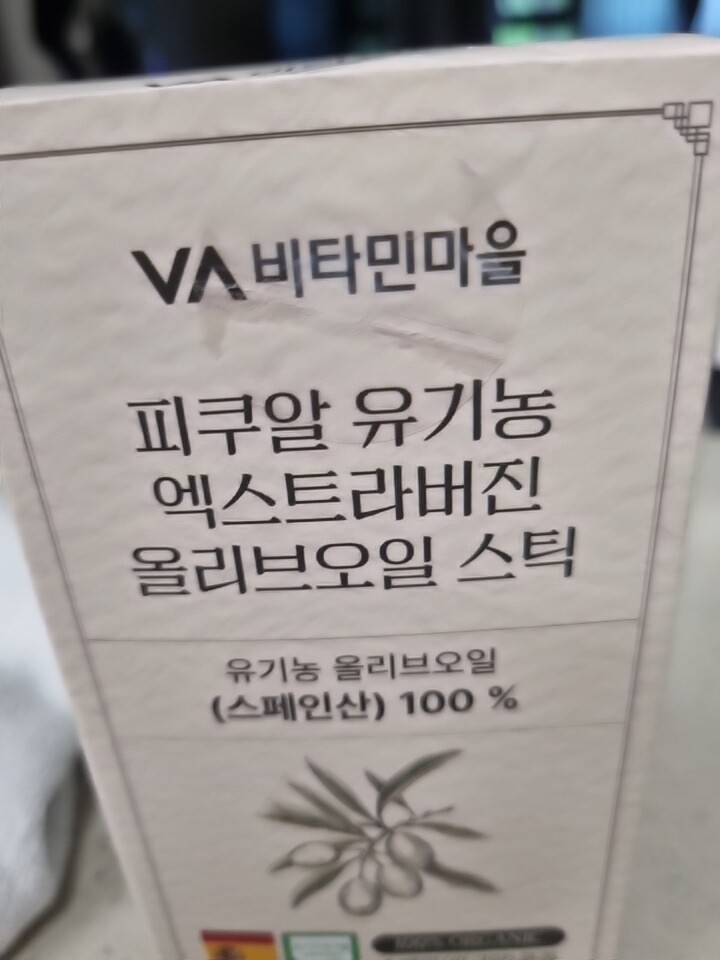 VA 비타민마을
피쿠알 유기농
엑스트라버진
올리브오일 스틱
유기농 올리브오일
(스페인산) 100 %
100% ORGANIC